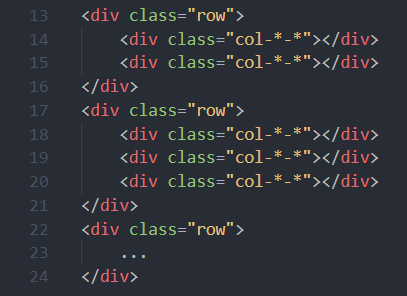 13 <div class="row">
14 <div class="col-*-*"></div>
15 <div class="col-*-*"></div>
16 </div>
17 <div class="row">
18 <div class="col-*-*"></div>
19 <div class="col-*-*"></div>
20 <div class="col-*-*"></div>
21 </div>
22 <div class="row">
23 ...
24 </div>